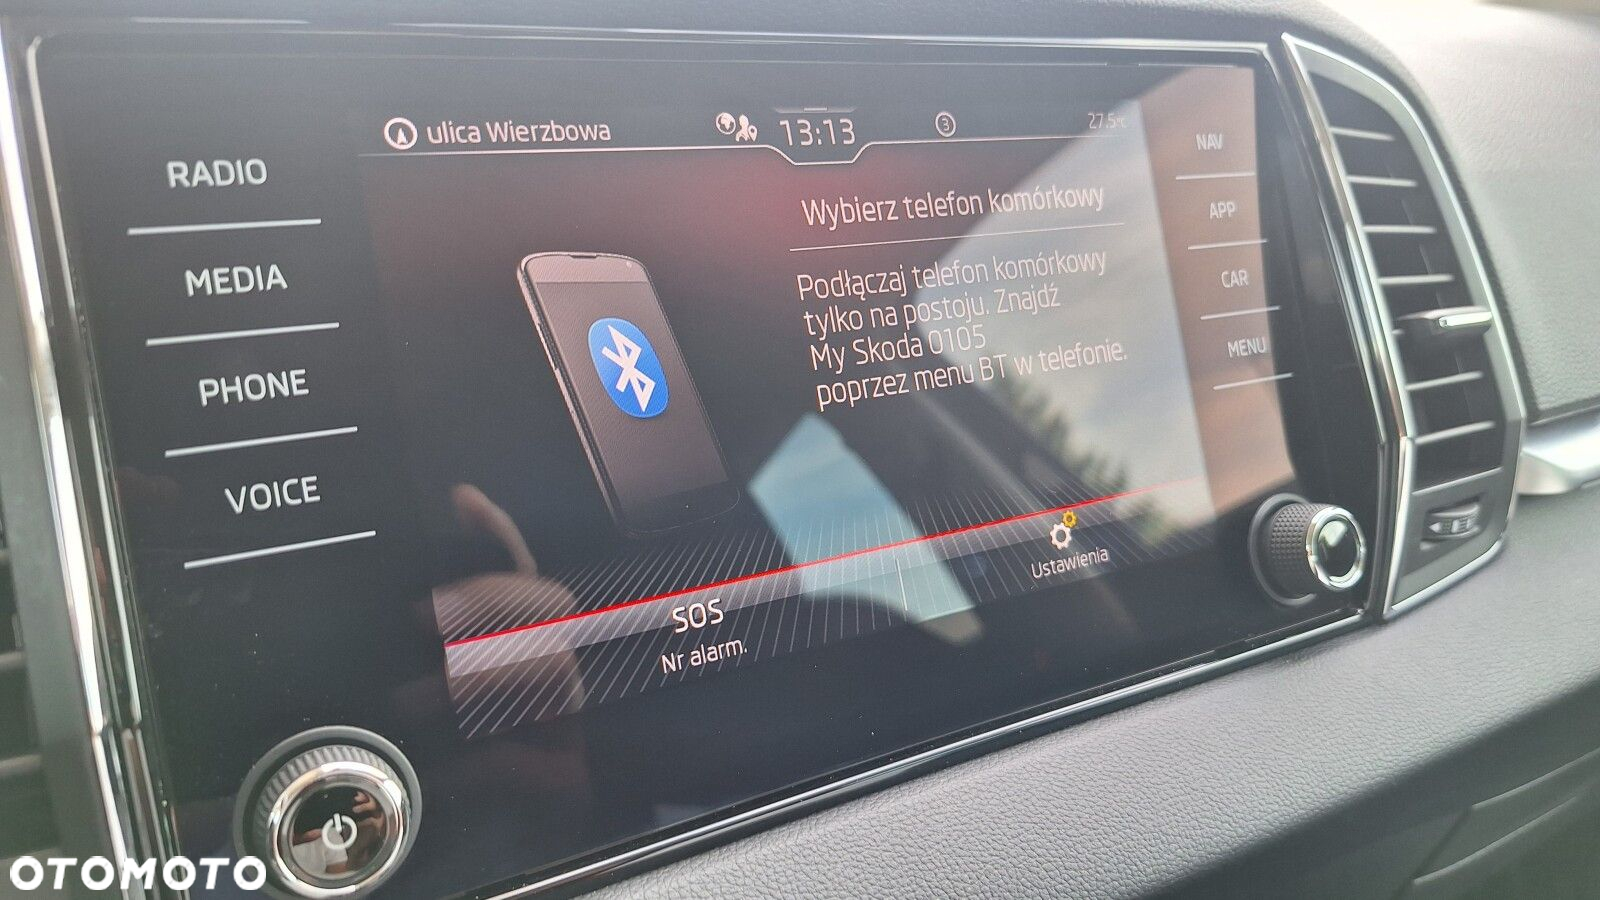 ulica Wierzbowa
13:13
3
27.5°C
RADIO
MEDIA
PHONE
VOICE
Wybierz telefon komórkowy
Podłączaj telefon komórkowy
tylko na postoju. Znajdź
My Skoda 0105
poprzez menu BT w telefonie.
NAV
APP
CAR
MENU
SOS
Nr alarm.
Ustawienia
OTOMOTO